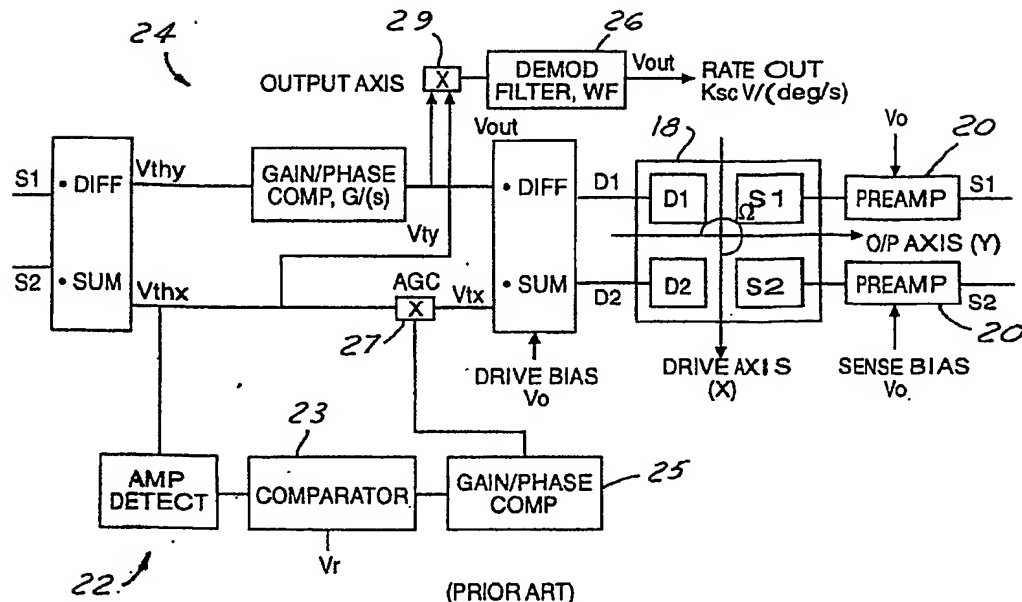 24
29
26
OUTPUT AXIS
X
DEMOD
FILTER, WF
Vout
RATE OUT
Ksc V/(deg/s)
Vout
18
Vo
20
S1
• DIFF
Vthy
GAIN/PHASE
COMP, G/(s)
• DIFF
D1
D1
S1
PREAMP
S1
Ω
Vty
O/P AXIS (Y)
S2
• SUM
Vthx
AGC
X
Vtx
• SUM
D2
D2
S2
PREAMP
S2
27
20
DRIVE BIAS
Vo
DRIVE AXIS
(X)
SENSE BIAS
Vo.
23
AMP
DETECT
COMPARATOR
GAIN/PHASE
COMP
25
Vr
22
(PRIOR ART)